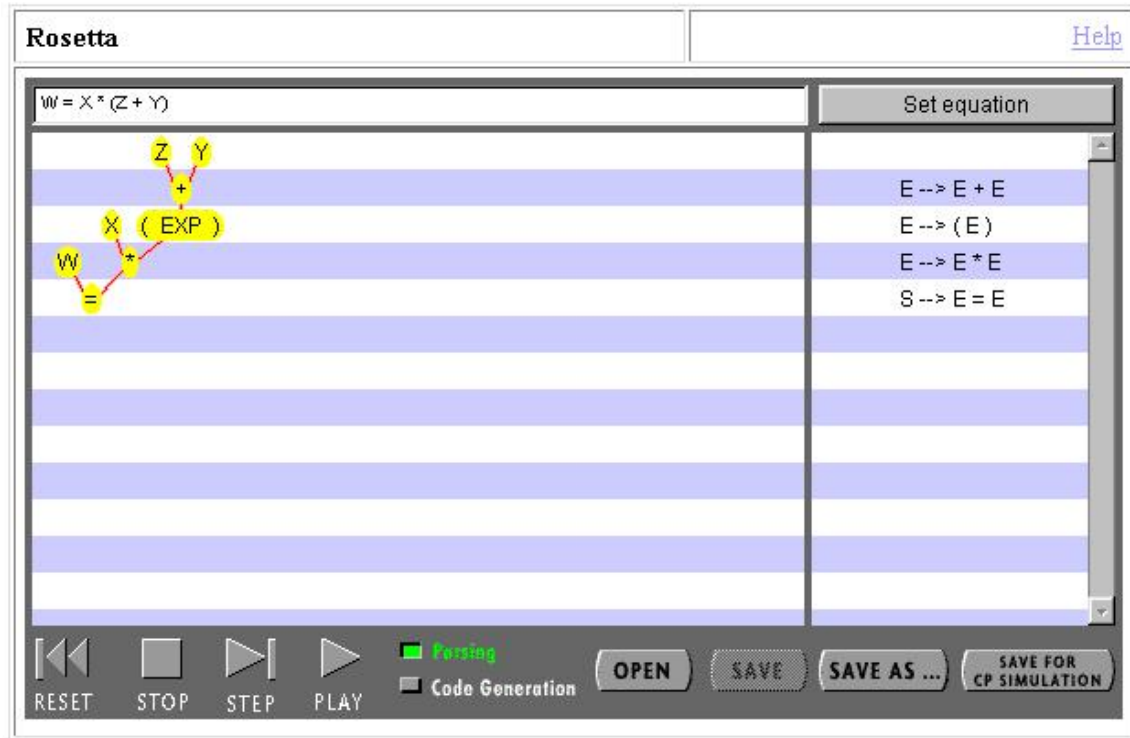 Rosetta
Help
W = X * (Z + Y)
Set equation
Z Y
+
E --> E + E
X ( EXP )
E --> ( E )
W *
E --> E * E
=
S --> E = E
Parsing
Code Generation
OPEN
SAVE
SAVE AS ...
SAVE FOR
CP SIMULATION
RESET
STOP
STEP
PLAY